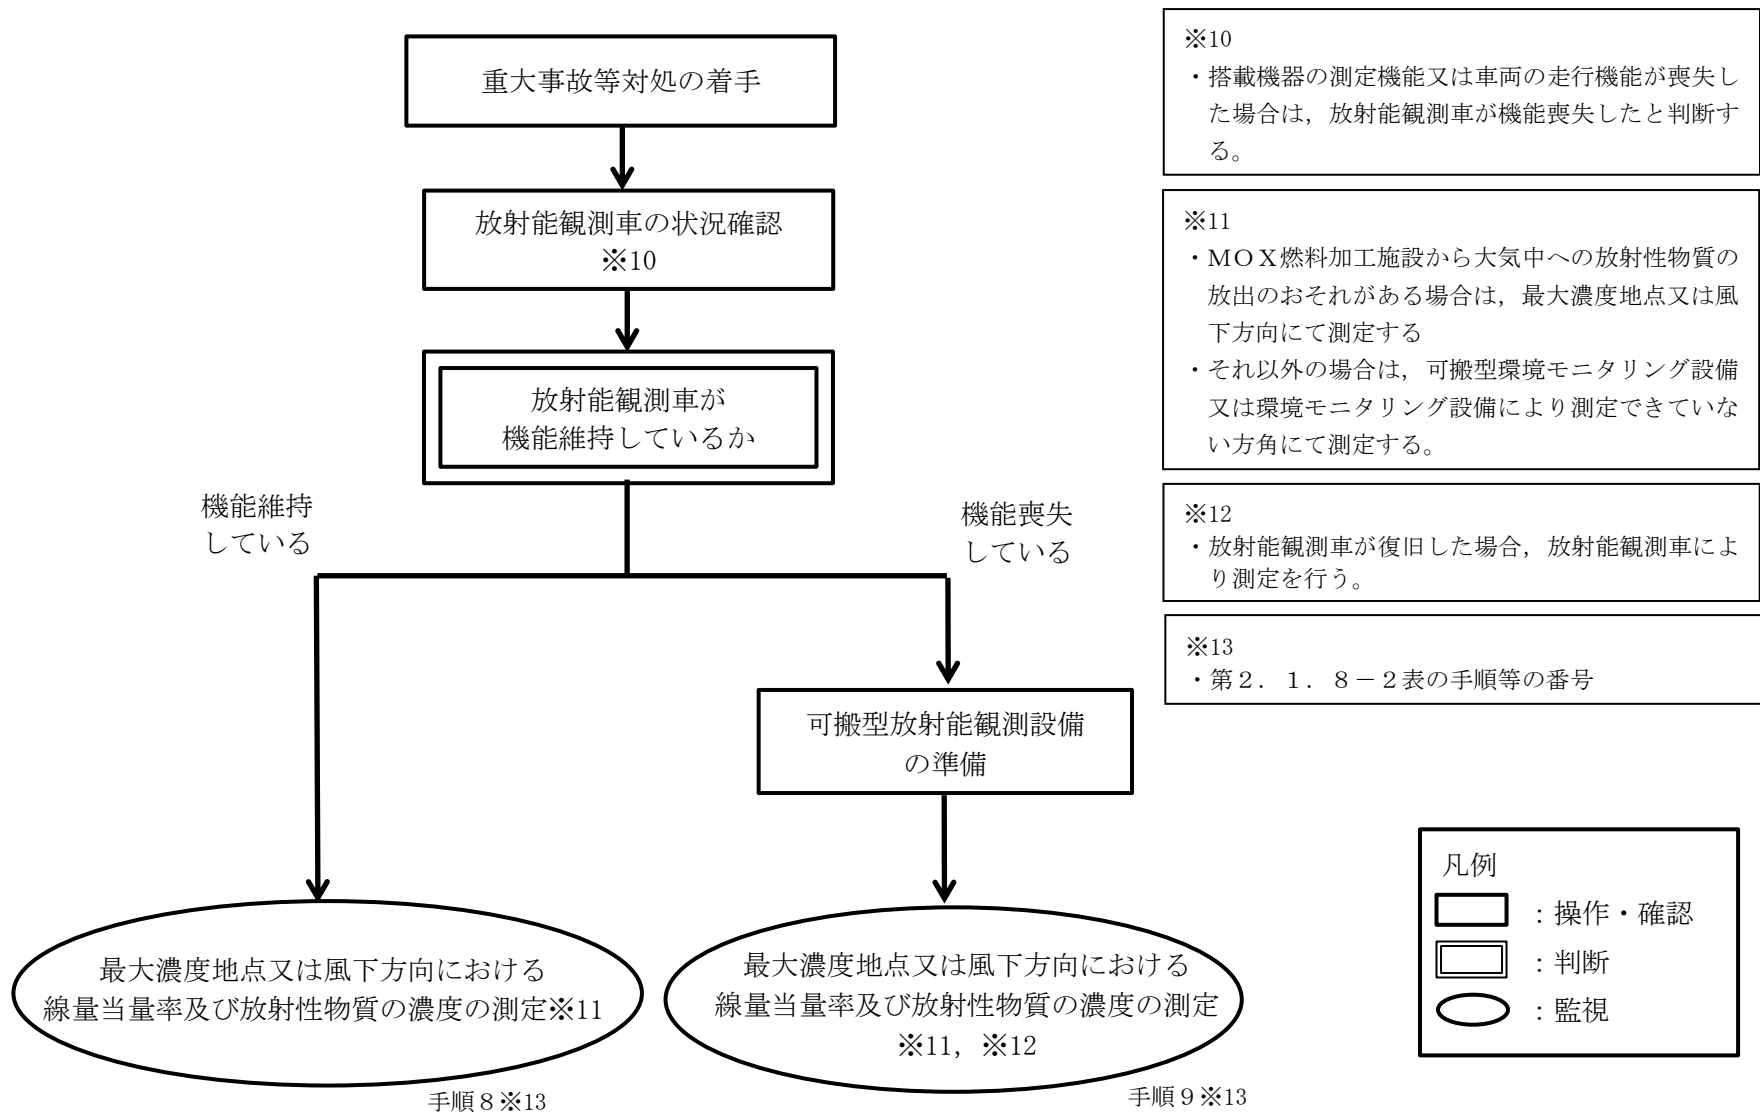 重大事故等対処の着手
放射能観測車の状況確認
※10
放射能観測車が
機能維持しているか
機能維持
している
機能喪失
している
可搬型放射能観測設備
の準備
最大濃度地点又は風下方向における
線量当量率及び放射性物質の濃度の測定※11
手順８※13
最大濃度地点又は風下方向における
線量当量率及び放射性物質の濃度の測定
※11，※12
手順９※13
※10
・搭載機器の測定機能又は車両の走行機能が喪失し
た場合は，放射能観測車が機能喪失したと判断す
る。
※11
・ＭＯＸ燃料加工施設から大気中への放射性物質の
放出のおそれがある場合は，最大濃度地点又は風
下方向にて測定する
・それ以外の場合は，可搬型環境モニタリング設備
又は環境モニタリング設備により測定できていな
い方角にて測定する。
※12
・放射能観測車が復旧した場合，放射能観測車によ
り測定を行う。
※13
・第２．１．８－２表の手順等の番号
凡例
：操作・確認
：判断
：監視